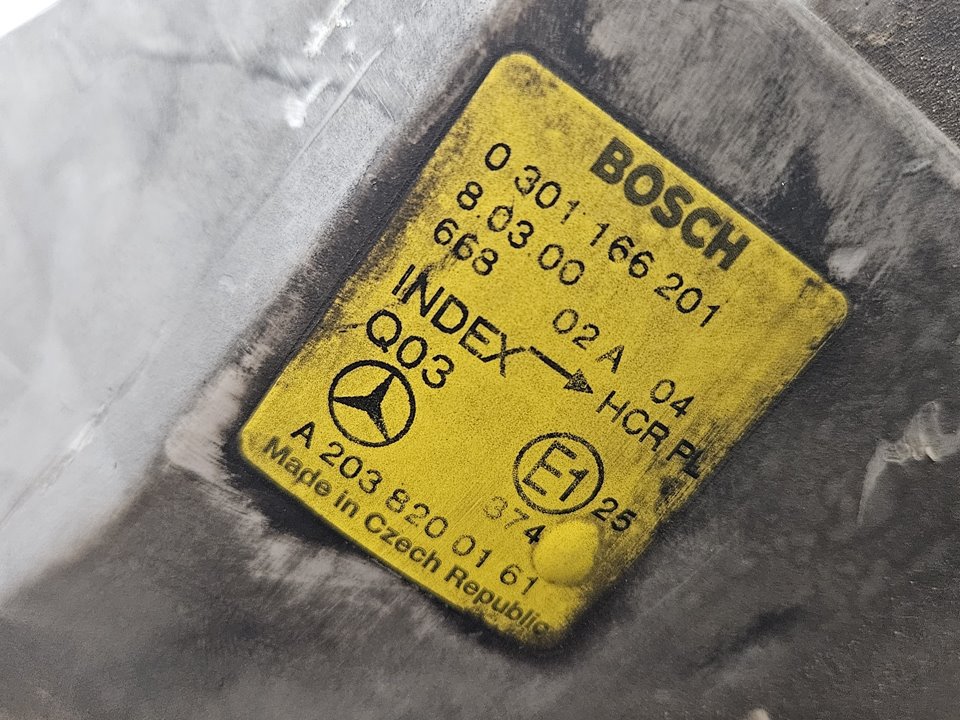 BOSCH
0 301 166 201
8.03.00
668 02 A 04
INDEX → HCR PL
Q03
E1 25
374
A 203 820 01 61
Made in Czech Republic